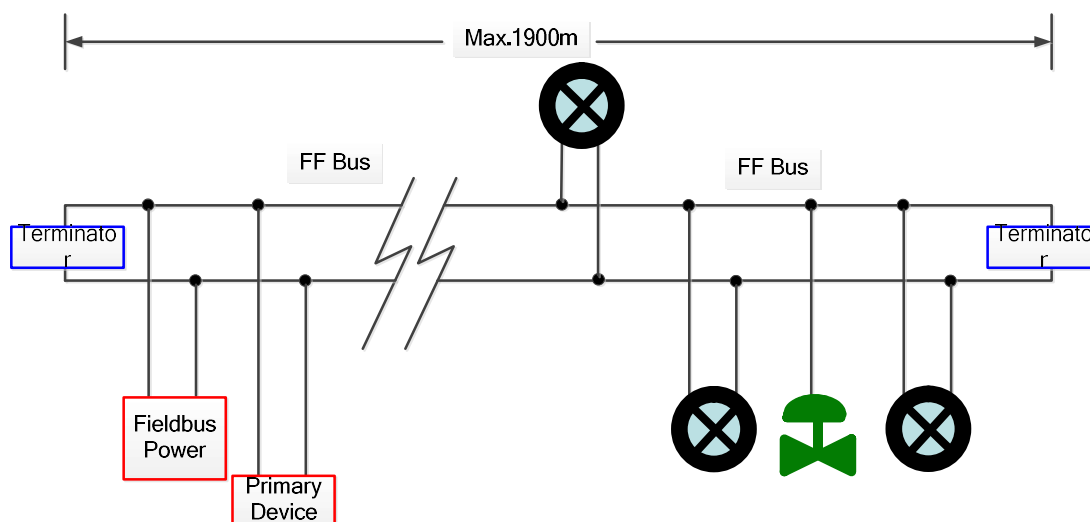 Max.1900m
FF Bus
FF Bus
Terminato
r
Terminato
r
Fieldbus
Power
Primary
Device